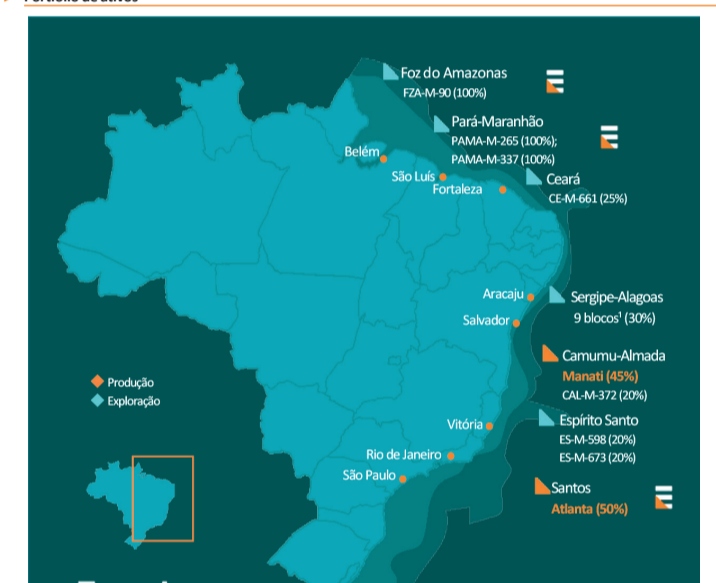 Foz do Amazonas
FZA-M-90 (100%)
Pará-Maranhão
PAMA-M-265 (100%);
PAMA-M-337 (100%)
Belém
São Luís
Fortaleza
Ceará
CE-M-661 (25%)
Aracaju
Salvador
Sergipe-Alagoas
9 blocos¹ (30%)
Camumu-Almada
Manati (45%)
CAL-M-372 (20%)
Produção
Exploração
Espírito Santo
ES-M-598 (20%)
ES-M-673 (20%)
Vitória
Rio de Janeiro
São Paulo
Santos
Atlanta (50%)